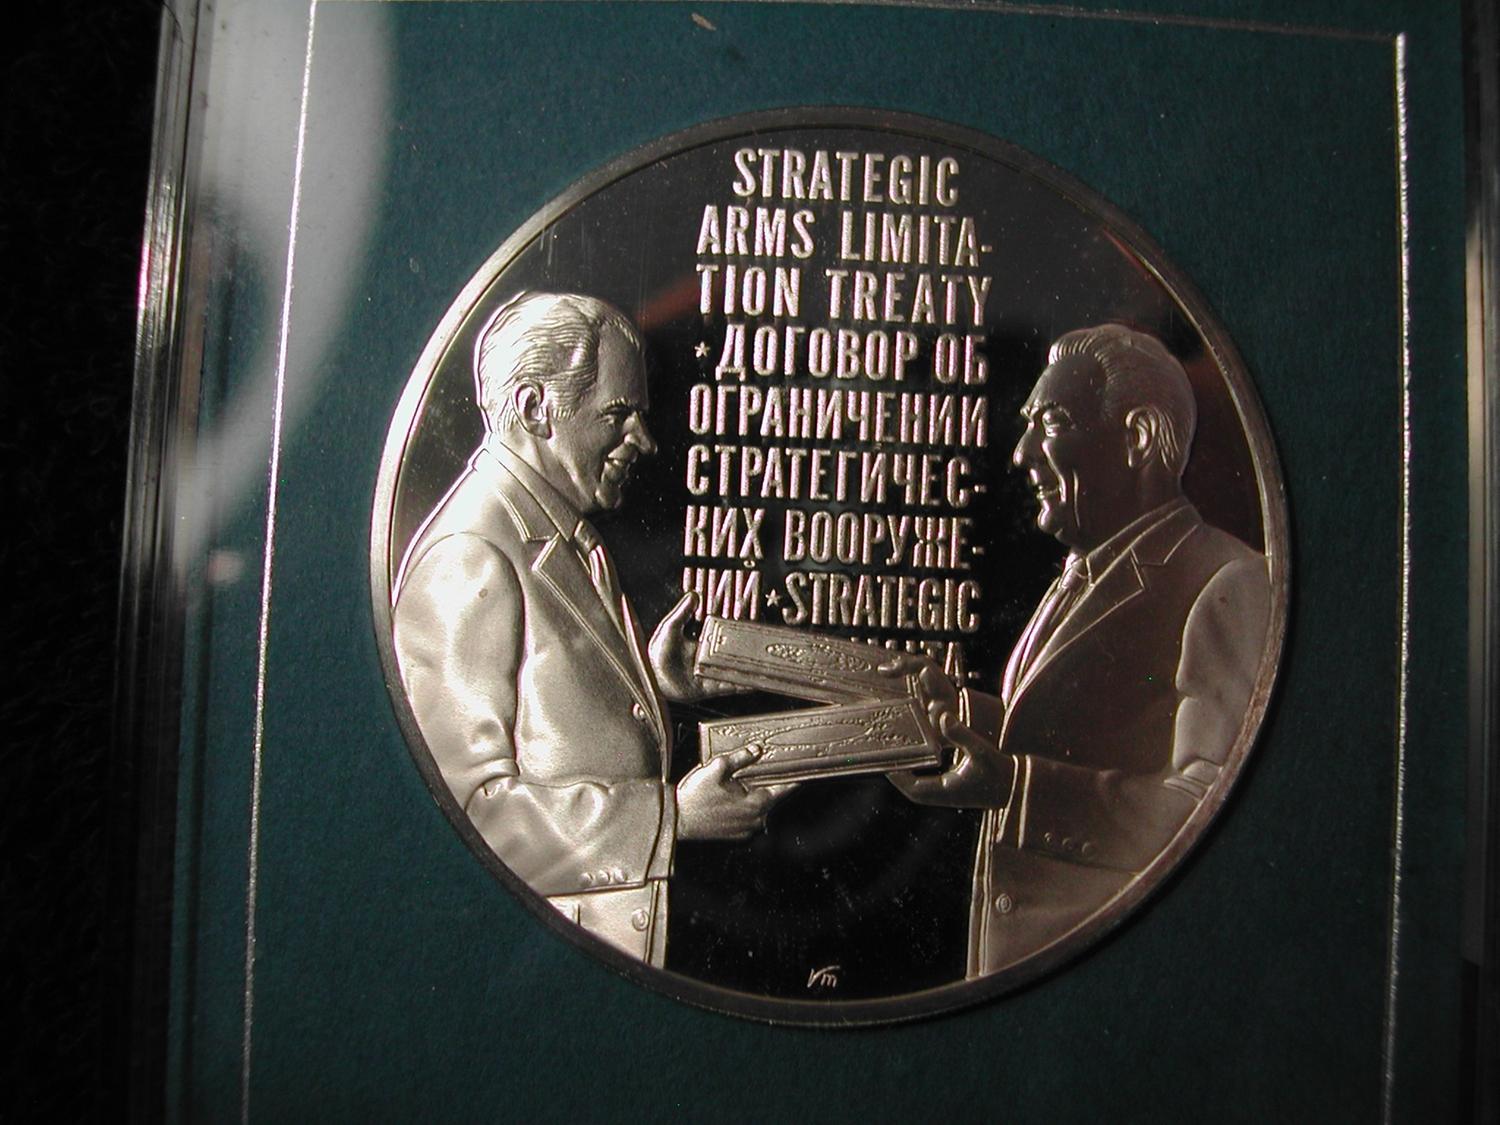 STRATEGIC
ARMS LIMITA-
TION TREATY
* ДОГОВОР ОБ
ОГРАНИЧЕНИИ
СТРАТЕГИЧЕС-
КИХ ВООРУЖЕ-
НИЙ * STRATEGIC